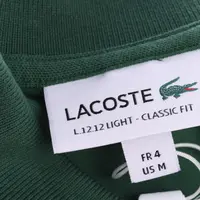 LACOSTE
L.12.12 LIGHT - CLASSIC FIT
FR 4
US M